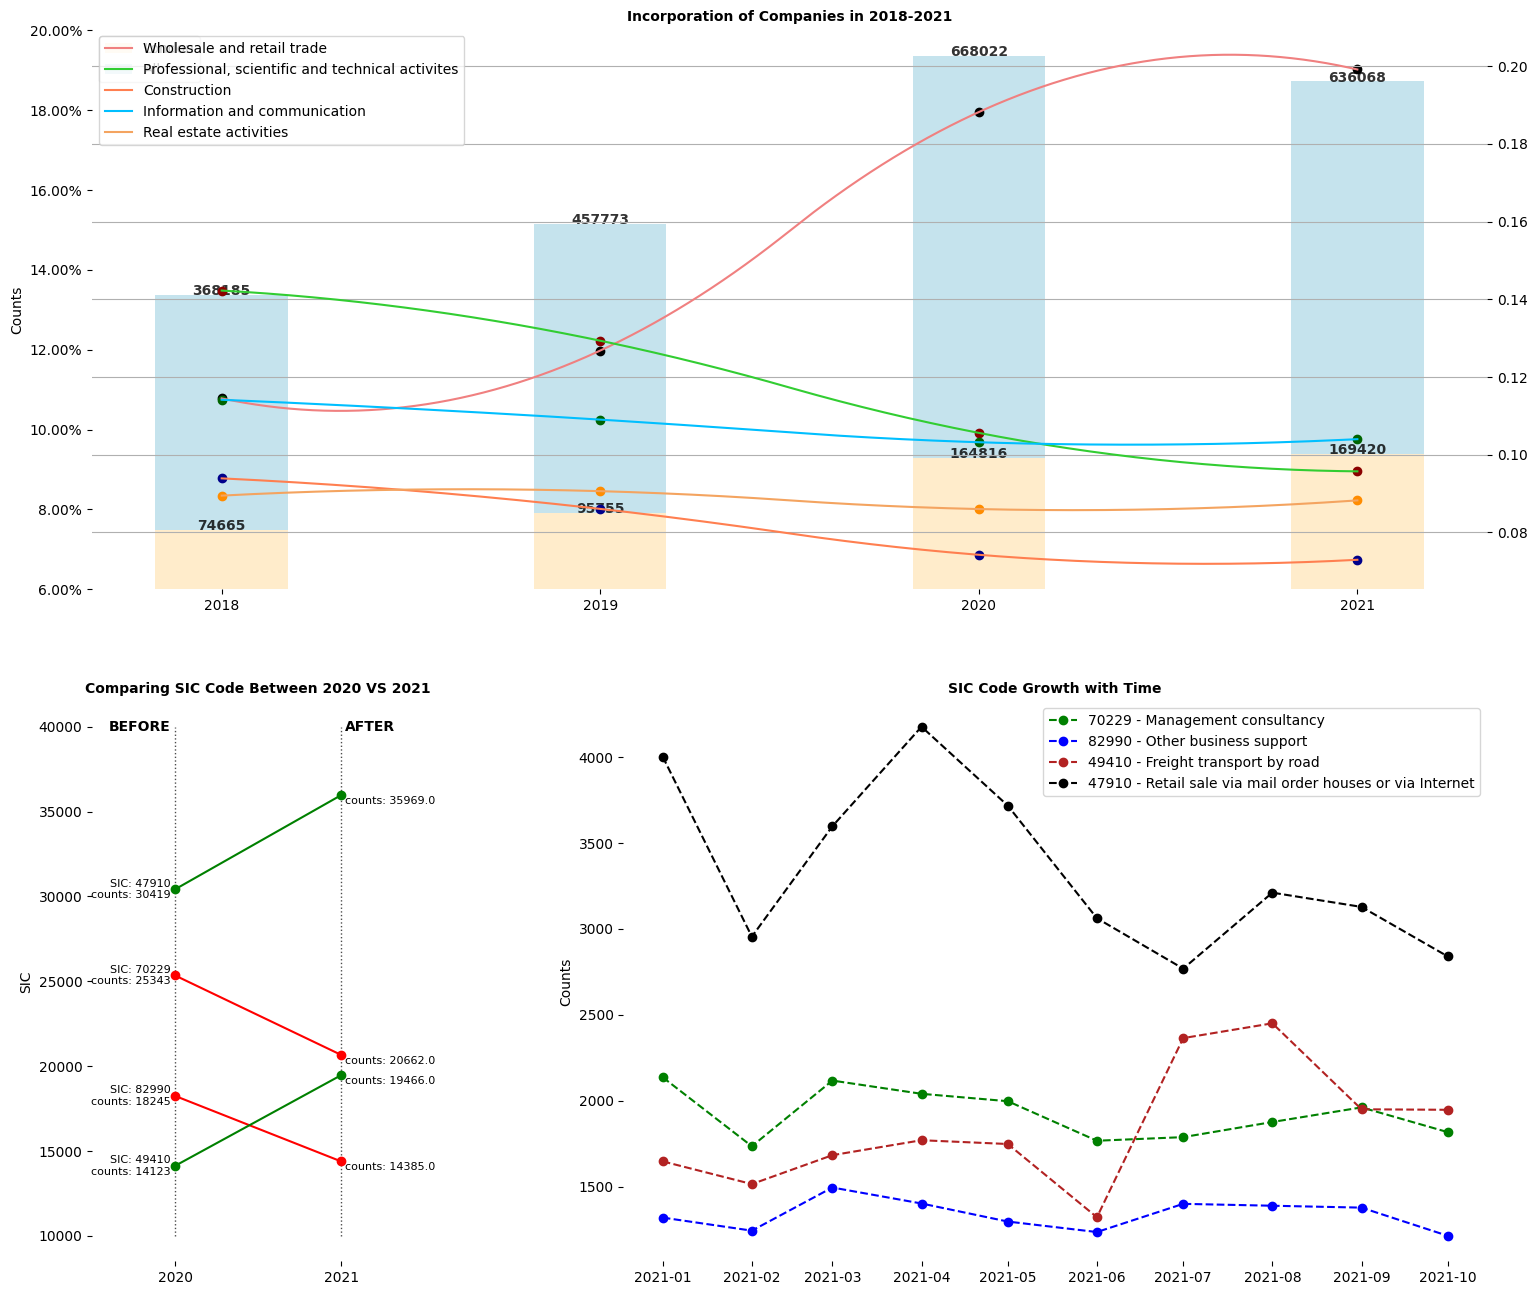 Incorporation of Companies in 2018-2021
20.00%
18.00%
16.00%
14.00%
12.00%
10.00%
8.00%
6.00%
Counts
Wholesale and retail trade
Professional, scientific and technical activites
Construction
Information and communication
Real estate activities
368185
457773
668022
636068
74665
95355
164816
169420
0.20
0.18
0.16
0.14
0.12
0.10
0.08
2018
2019
2020
2021
Comparing SIC Code Between 2020 VS 2021
BEFORE
AFTER
40000
35000
30000
25000
20000
15000
10000
SIC
SIC: 47910
counts: 30419
SIC: 70229
counts: 25343
SIC: 82990
counts: 18245
SIC: 49410
counts: 14123
counts: 35969.0
counts: 20662.0
counts: 19466.0
counts: 14385.0
2020
2021
SIC Code Growth with Time
70229 - Management consultancy
82990 - Other business support
49410 - Freight transport by road
47910 - Retail sale via mail order houses or via Internet
4000
3500
3000
2500
2000
1500
Counts
2021-01
2021-02
2021-03
2021-04
2021-05
2021-06
2021-07
2021-08
2021-09
2021-10